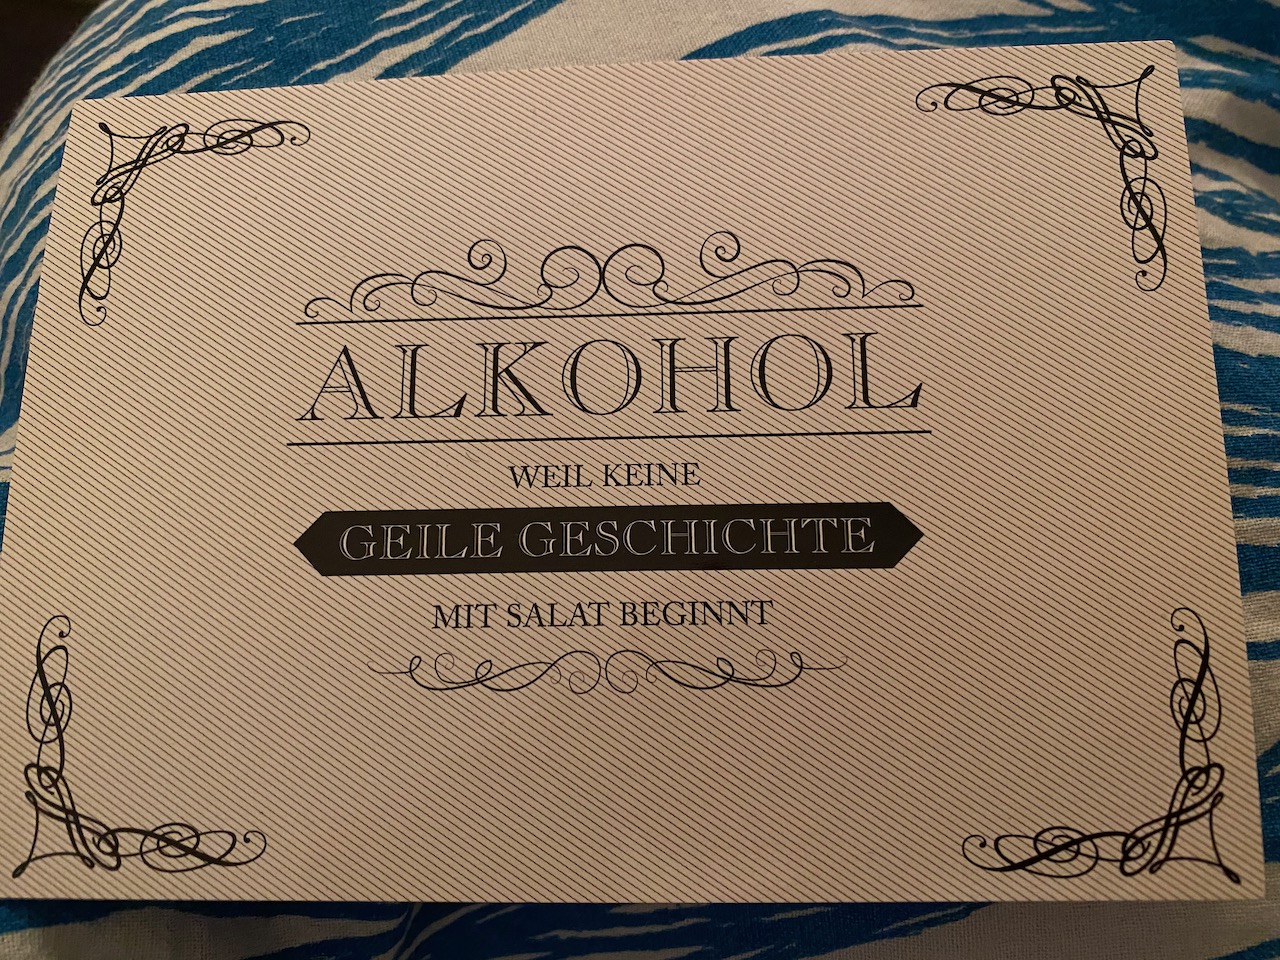 ALKOHOL
WEIL KEINE
GEILE GESCHICHTE
MIT SALAT BEGINNT